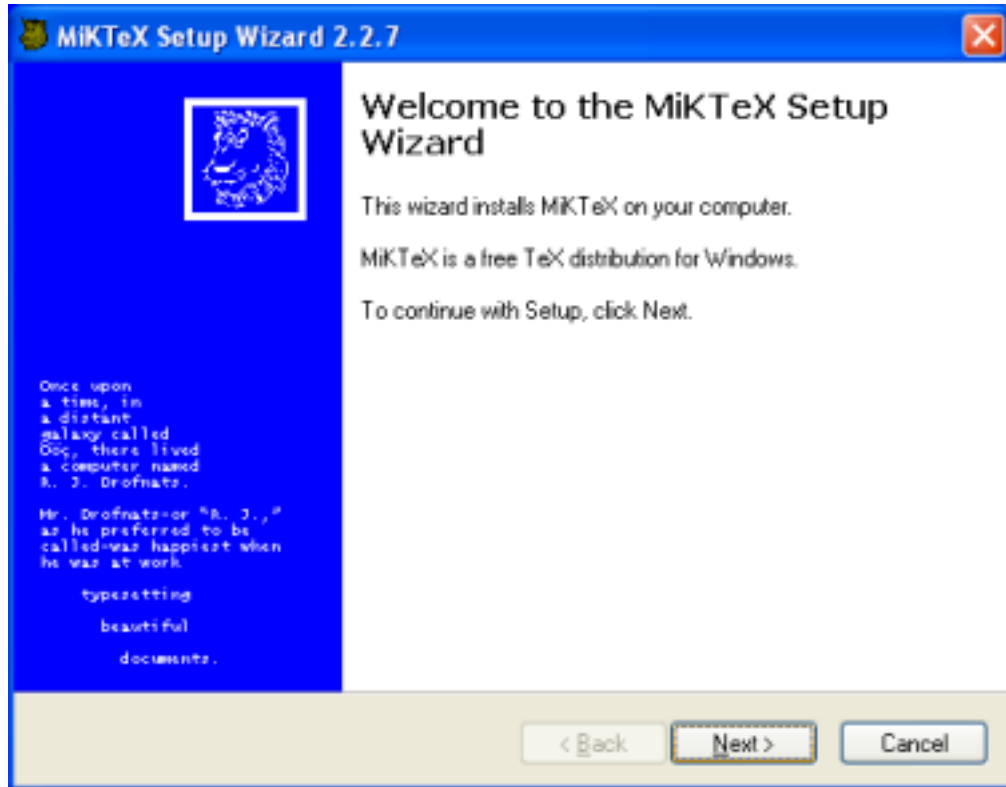 MiKTeX Setup Wizard 2.2.7
Welcome to the MiKTeX Setup
Wizard
This wizard installs MiKTeX on your computer.
MiKTeX is a free TeX distribution for Windows.
To continue with Setup, click Next.
Once upon
a time, in
a distant
galaxy called
Ööç, there lived
a computer named
R. J. Drofnats.
Mr. Drofnats-or "R. J.,"
as he preferred to be
called-was happiest when
he was at work
typesetting
beautiful
documents.
< Back
Next >
Cancel